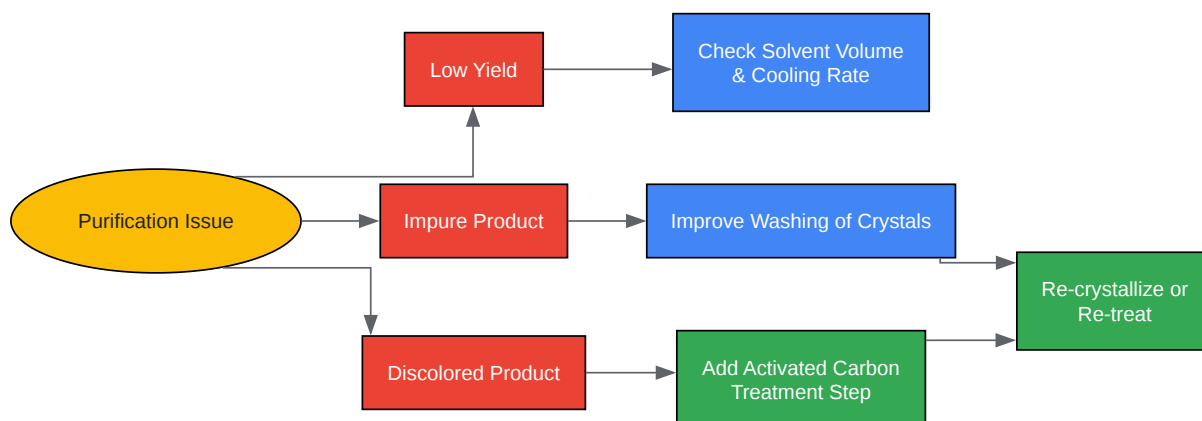 Low Yield
Check Solvent Volume
& Cooling Rate
Purification Issue
Impure Product
Improve Washing of Crystals
Re-crystallize or
Re-treat
Discolored Product
Add Activated Carbon
Treatment Step